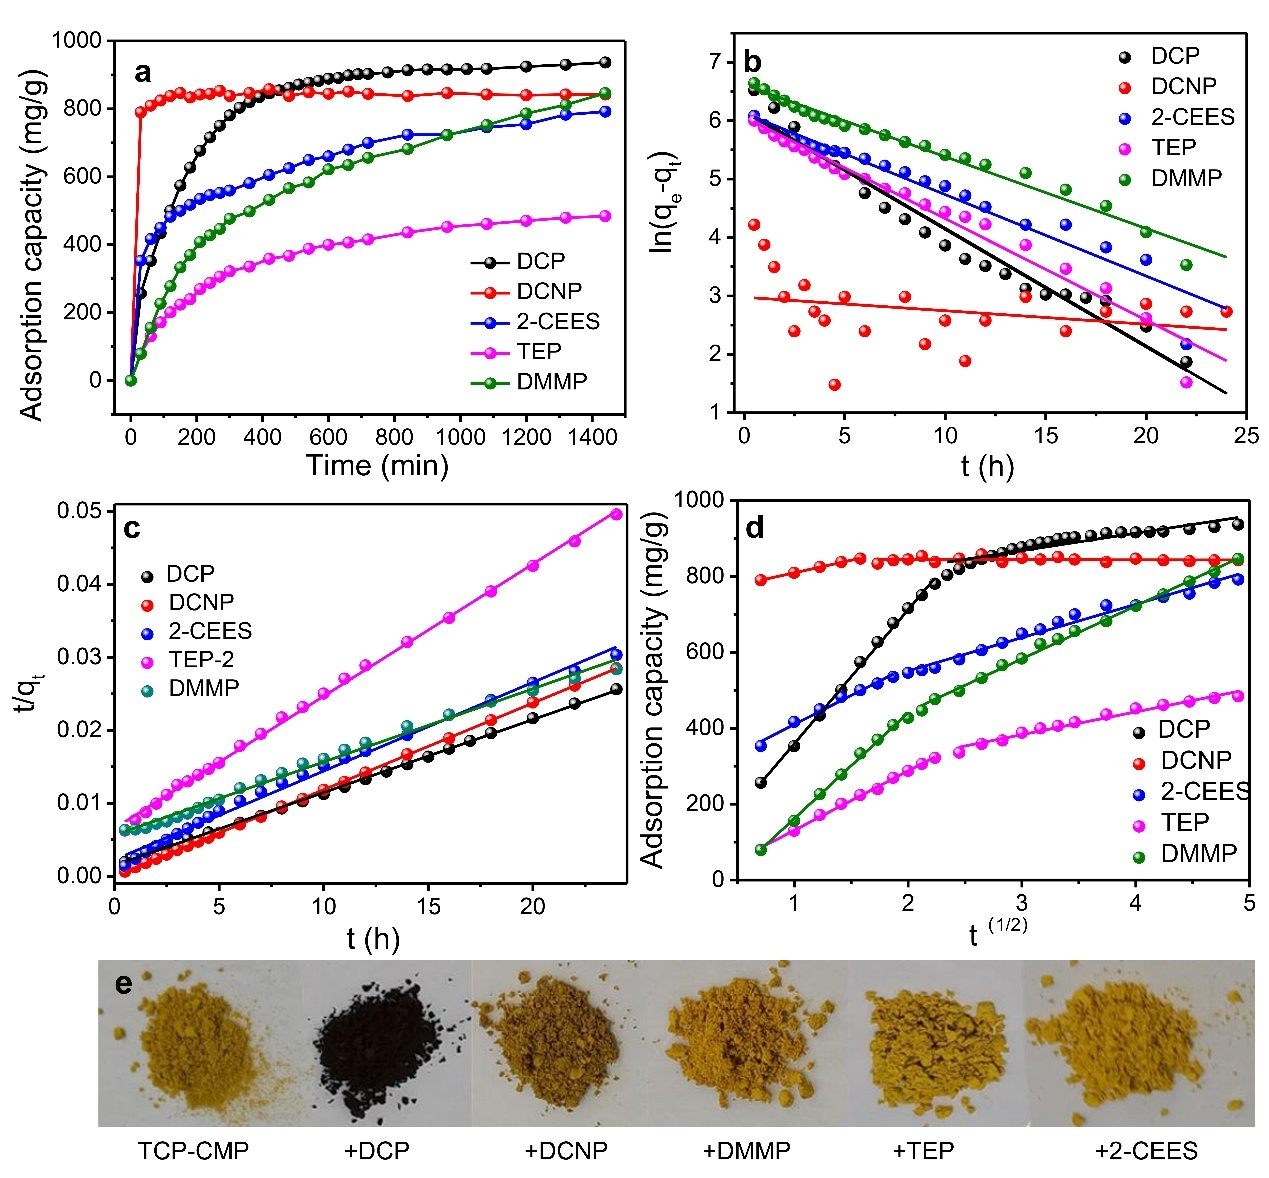 a
1000
800
600
400
200
0
Adsorption capacity (mg/g)
DCP
DCNP
2-CEES
TEP
DMMP
0 200 400 600 800 1000 1200 1400
Time (min)
b
7
6
5
4
3
2
1
ln(qe-qt)
DCP
DCNP
2-CEES
TEP
DMMP
0 5 10 15 20 25
t (h)
c
0.05
0.04
0.03
0.02
0.01
0.00
t/qt
DCP
DCNP
2-CEES
TEP-2
DMMP
0 5 10 15 20
t (h)
d
1000
800
600
400
200
0
Adsorption capacity (mg/g)
DCP
DCNP
2-CEES
TEP
DMMP
1 2 3 4 5
t (1/2)
e
TCP-CMP +DCP +DCNP +DMMP +TEP +2-CEES